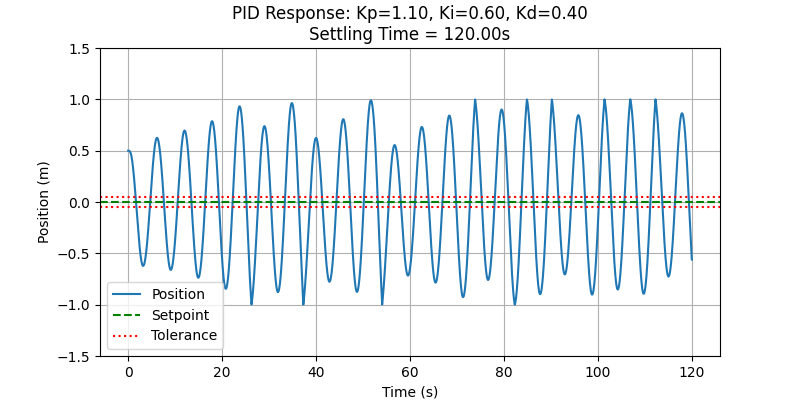 PID Response: Kp=1.10, Ki=0.60, Kd=0.40
Settling Time = 120.00s
Position (m)
1.5
1.0
0.5
0.0
−0.5
−1.0
−1.5
Position
Setpoint
Tolerance
0 20 40 60 80 100 120
Time (s)